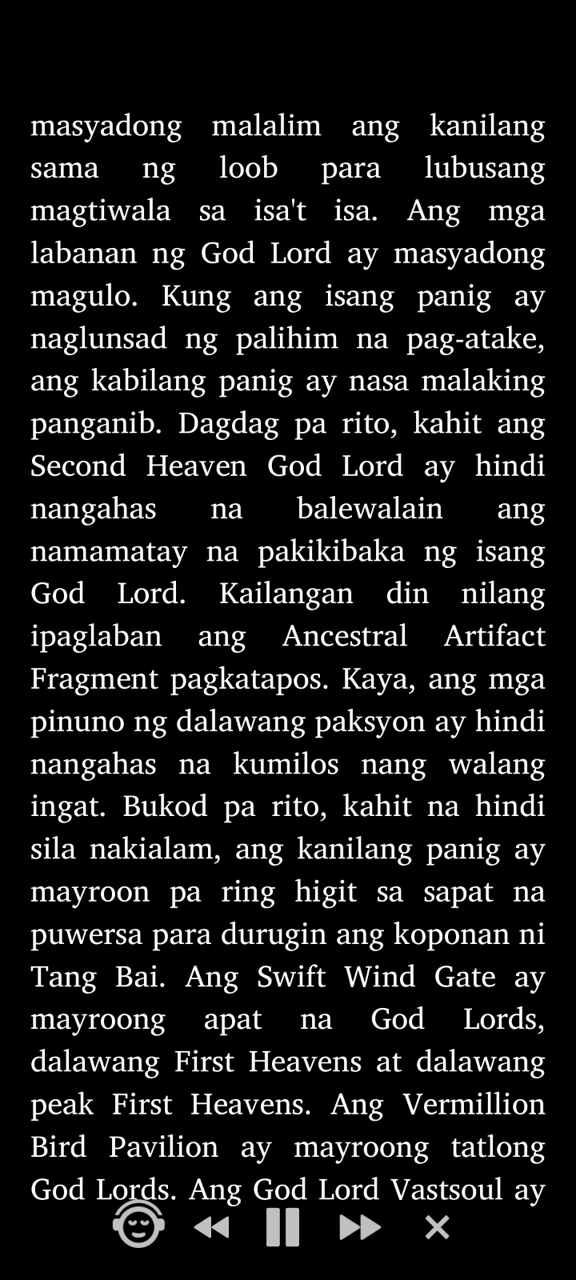 masyadong malalim ang kanilang
sama ng loob para lubusang
magtiwala sa isa't isa. Ang mga
labanan ng God Lord ay masyadong
magulo. Kung ang isang panig ay
naglunsad ng palihim na pag-atake,
ang kabilang panig ay nasa malaking
panganib. Dagdag pa rito, kahit ang
Second Heaven God Lord ay hindi
nangahas na balewalain ang
namamatay na pakikibaka ng isang
God Lord. Kailangan din nilang
ipaglaban ang Ancestral Artifact
Fragment pagkatapos. Kaya, ang mga
pinuno ng dalawang paksyon ay hindi
nangahas na kumilos nang walang
ingat. Bukod pa rito, kahit na hindi
sila nakialam, ang kanilang panig ay
mayroon pa ring higit sa sapat na
puwersa para durugin ang koponan ni
Tang Bai. Ang Swift Wind Gate ay
mayroong apat na God Lords,
dalawang First Heavens at dalawang
peak First Heavens. Ang Vermillion
Bird Pavilion ay mayroong tatlong
God Lords. Ang God Lord Vastsoul ay